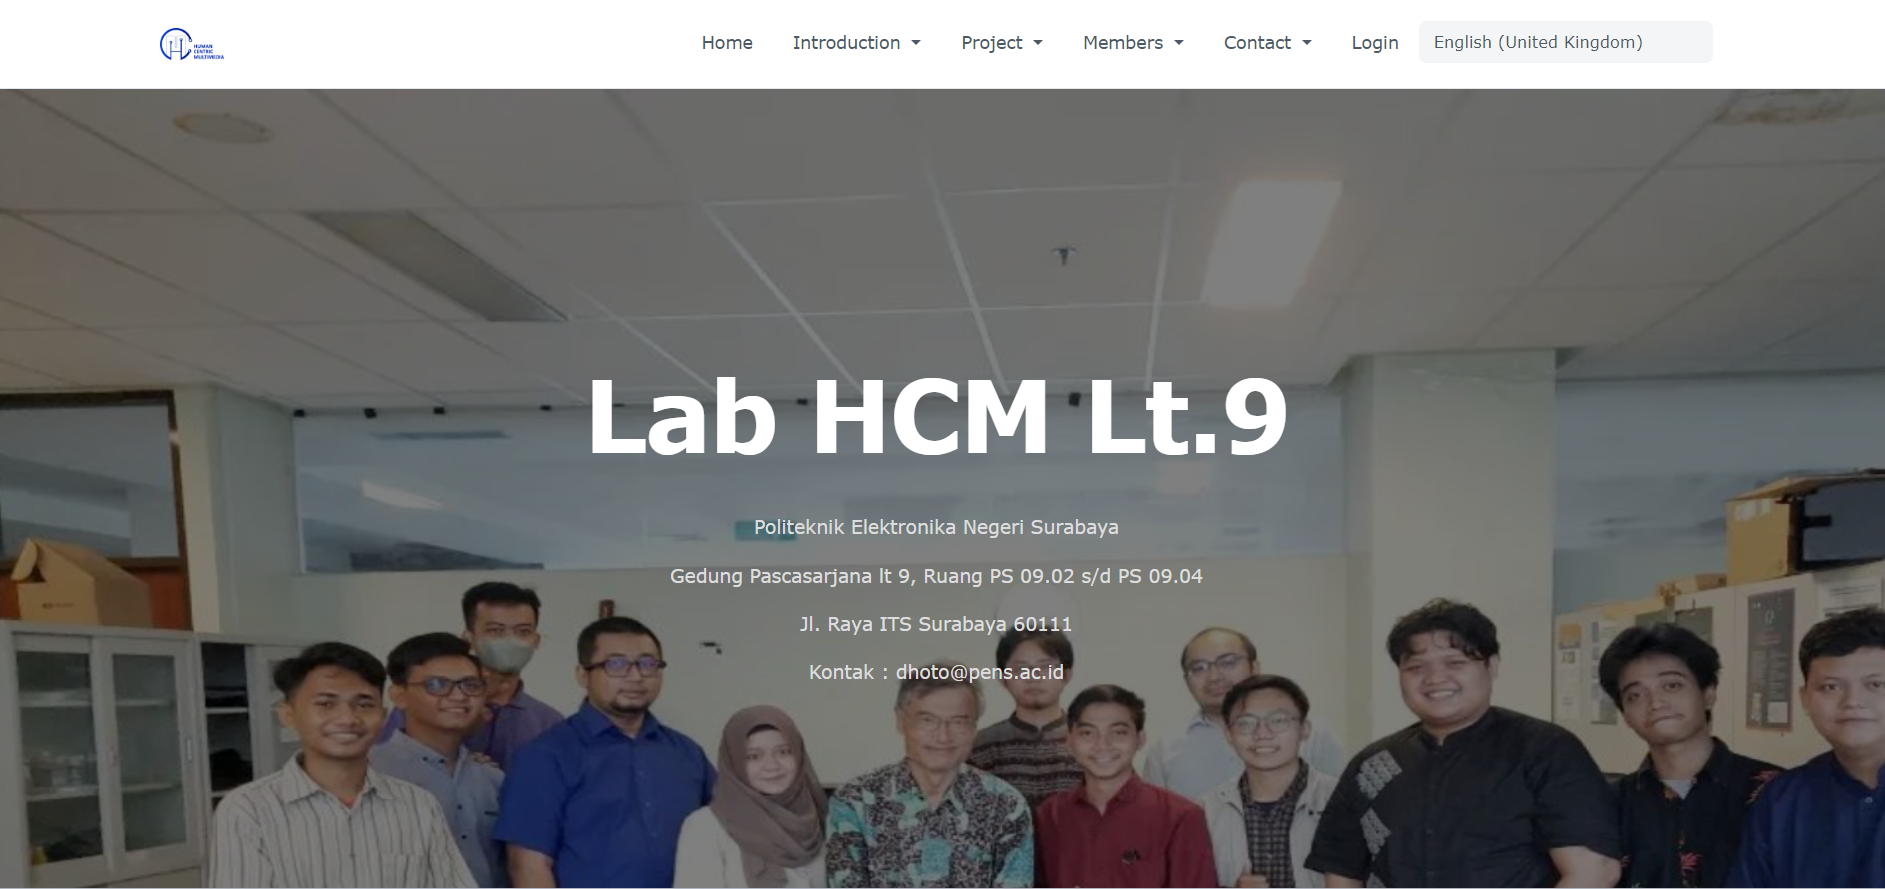 HUMAN
CENTRIC
MULTIMEDIA
Home Introduction Project Members Contact Login English (United Kingdom)
Lab HCM Lt.9
Politeknik Elektronika Negeri Surabaya
Gedung Pascasarjana lt 9, Ruang PS 09.02 s/d PS 09.04
Jl. Raya ITS Surabaya 60111
Kontak : dhoto@pens.ac.id